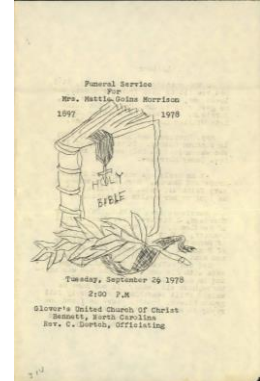 Funeral Service
For
Mrs. Mattie Goins Morrison
1897 1978
HOLY
BIBLE
Tuesday, September 26 1978
2:00 P.M
Glover's United Church Of Christ
Bennett, North Carolina
Rev. C. Dortch, Officiating